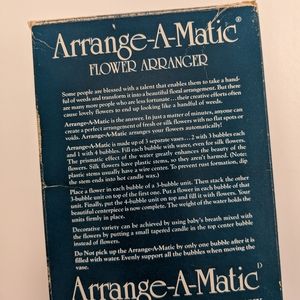 Arrange-A-Matic®
FLOWER ARRANGER
Some people are blessed with a talent that enables them to take a hand-
ful of weeds and transform it into a beautiful floral arrangement. But there
are many more people who are less fortunate ... their creative efforts often
cause lovely flowers to end up looking like a handful of weeds.
Arrange-A-Matic is the answer. In just a matter of minutes, anyone can
create a perfect arrangement of fresh or silk flowers with no flat spots or
voids. Arrange-A-Matic arranges your flowers automatically!
Arrange-A-Matic is made up of 3 separate vases...2 with 3 bubbles each
and 1 with 4 bubbles. Fill each bubble with water, even for silk flowers.
The prismatic effect of the water greatly enhances the beauty of the
flowers. Silk flowers have plastic stems, so they aren't harmed. (Note:
plastic stems usually have a wire center. To prevent rust formation, dip
the stem ends into hot candle wax.)
Place a flower in each bubble of a 3-bubble unit. Then stack the other
3-bubble unit on top of the first one. Put a flower in each bubble of that
unit. Finally, put the 4-bubble unit on top and fill it with flowers. Your
beautiful centerpiece is now complete. The weight of the water holds the
units firmly in place.
Decorative variety can be achieved by using baby's breath mixed with
the flowers by putting a small tapered candle in the top center bubble
instead of flowers.
Do Not pick up the Arrange-A-Matic by only one bubble after it is
filled with water. Evenly support all the bubbles when moving the
vase.
Arrange-A-Matic